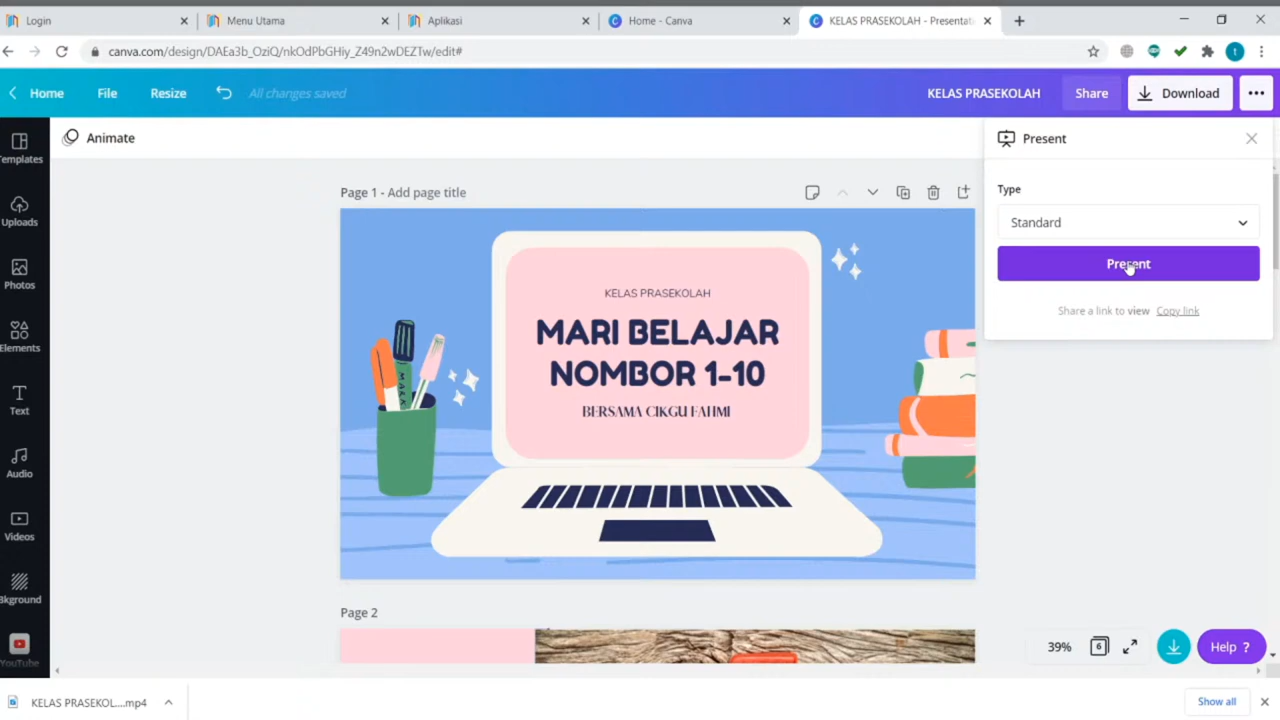 Login
Menu Utama
Aplikasi
Home - Canva
KELAS PRASEKOLAH - Presentati
canva.com/design/DAEa3b_OziQ/nkOdPbGHiy_Z49n2wDEZTw/edit#
t
Home
File
Resize
All changes saved
KELAS PRASEKOLAH
Share
Download
Templates
Animate
Present
Page 1 - Add page title
Type
Standard
Uploads
Present
Photos
KELAS PRASEKOLAH
Share a link to view Copy link
Elements
MARI BELAJAR
NOMBOR 1-10
MARKER
BERSAMA CIKGU FAHMI
Text
Audio
Videos
Bkground
Page 2
YouTube
39%
6
Help ?
KELAS PRASEKOL....mp4
Show all